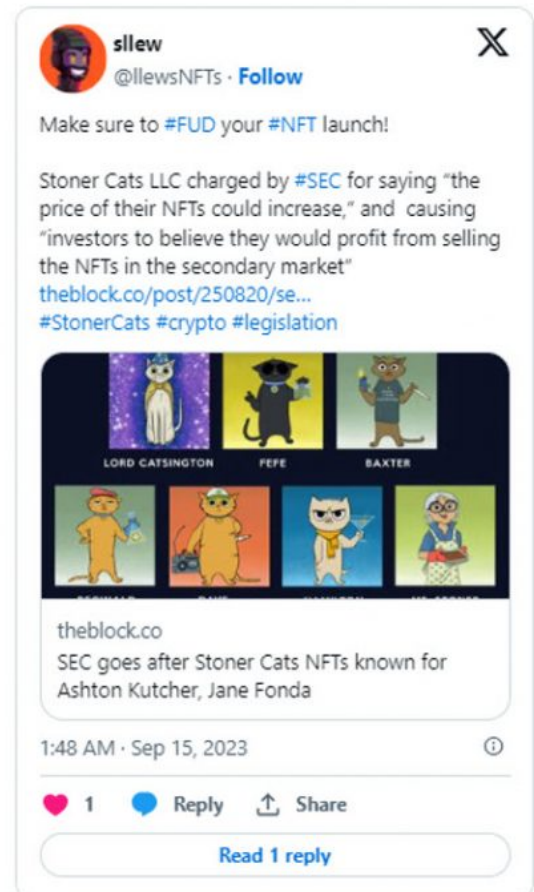 sllew
@llewsNFTs · Follow
Make sure to #FUD your #NFT launch!
Stoner Cats LLC charged by #SEC for saying “the
price of their NFTs could increase,” and causing
“investors to believe they would profit from selling
the NFTs in the secondary market”
theblock.co/post/250820/se...
#StonerCats #crypto #legislation
LORD CATSINGTON FEFE BAXTER
theblock.co
SEC goes after Stoner Cats NFTs known for
Ashton Kutcher, Jane Fonda
1:48 AM · Sep 15, 2023
1 Reply Share
Read 1 reply